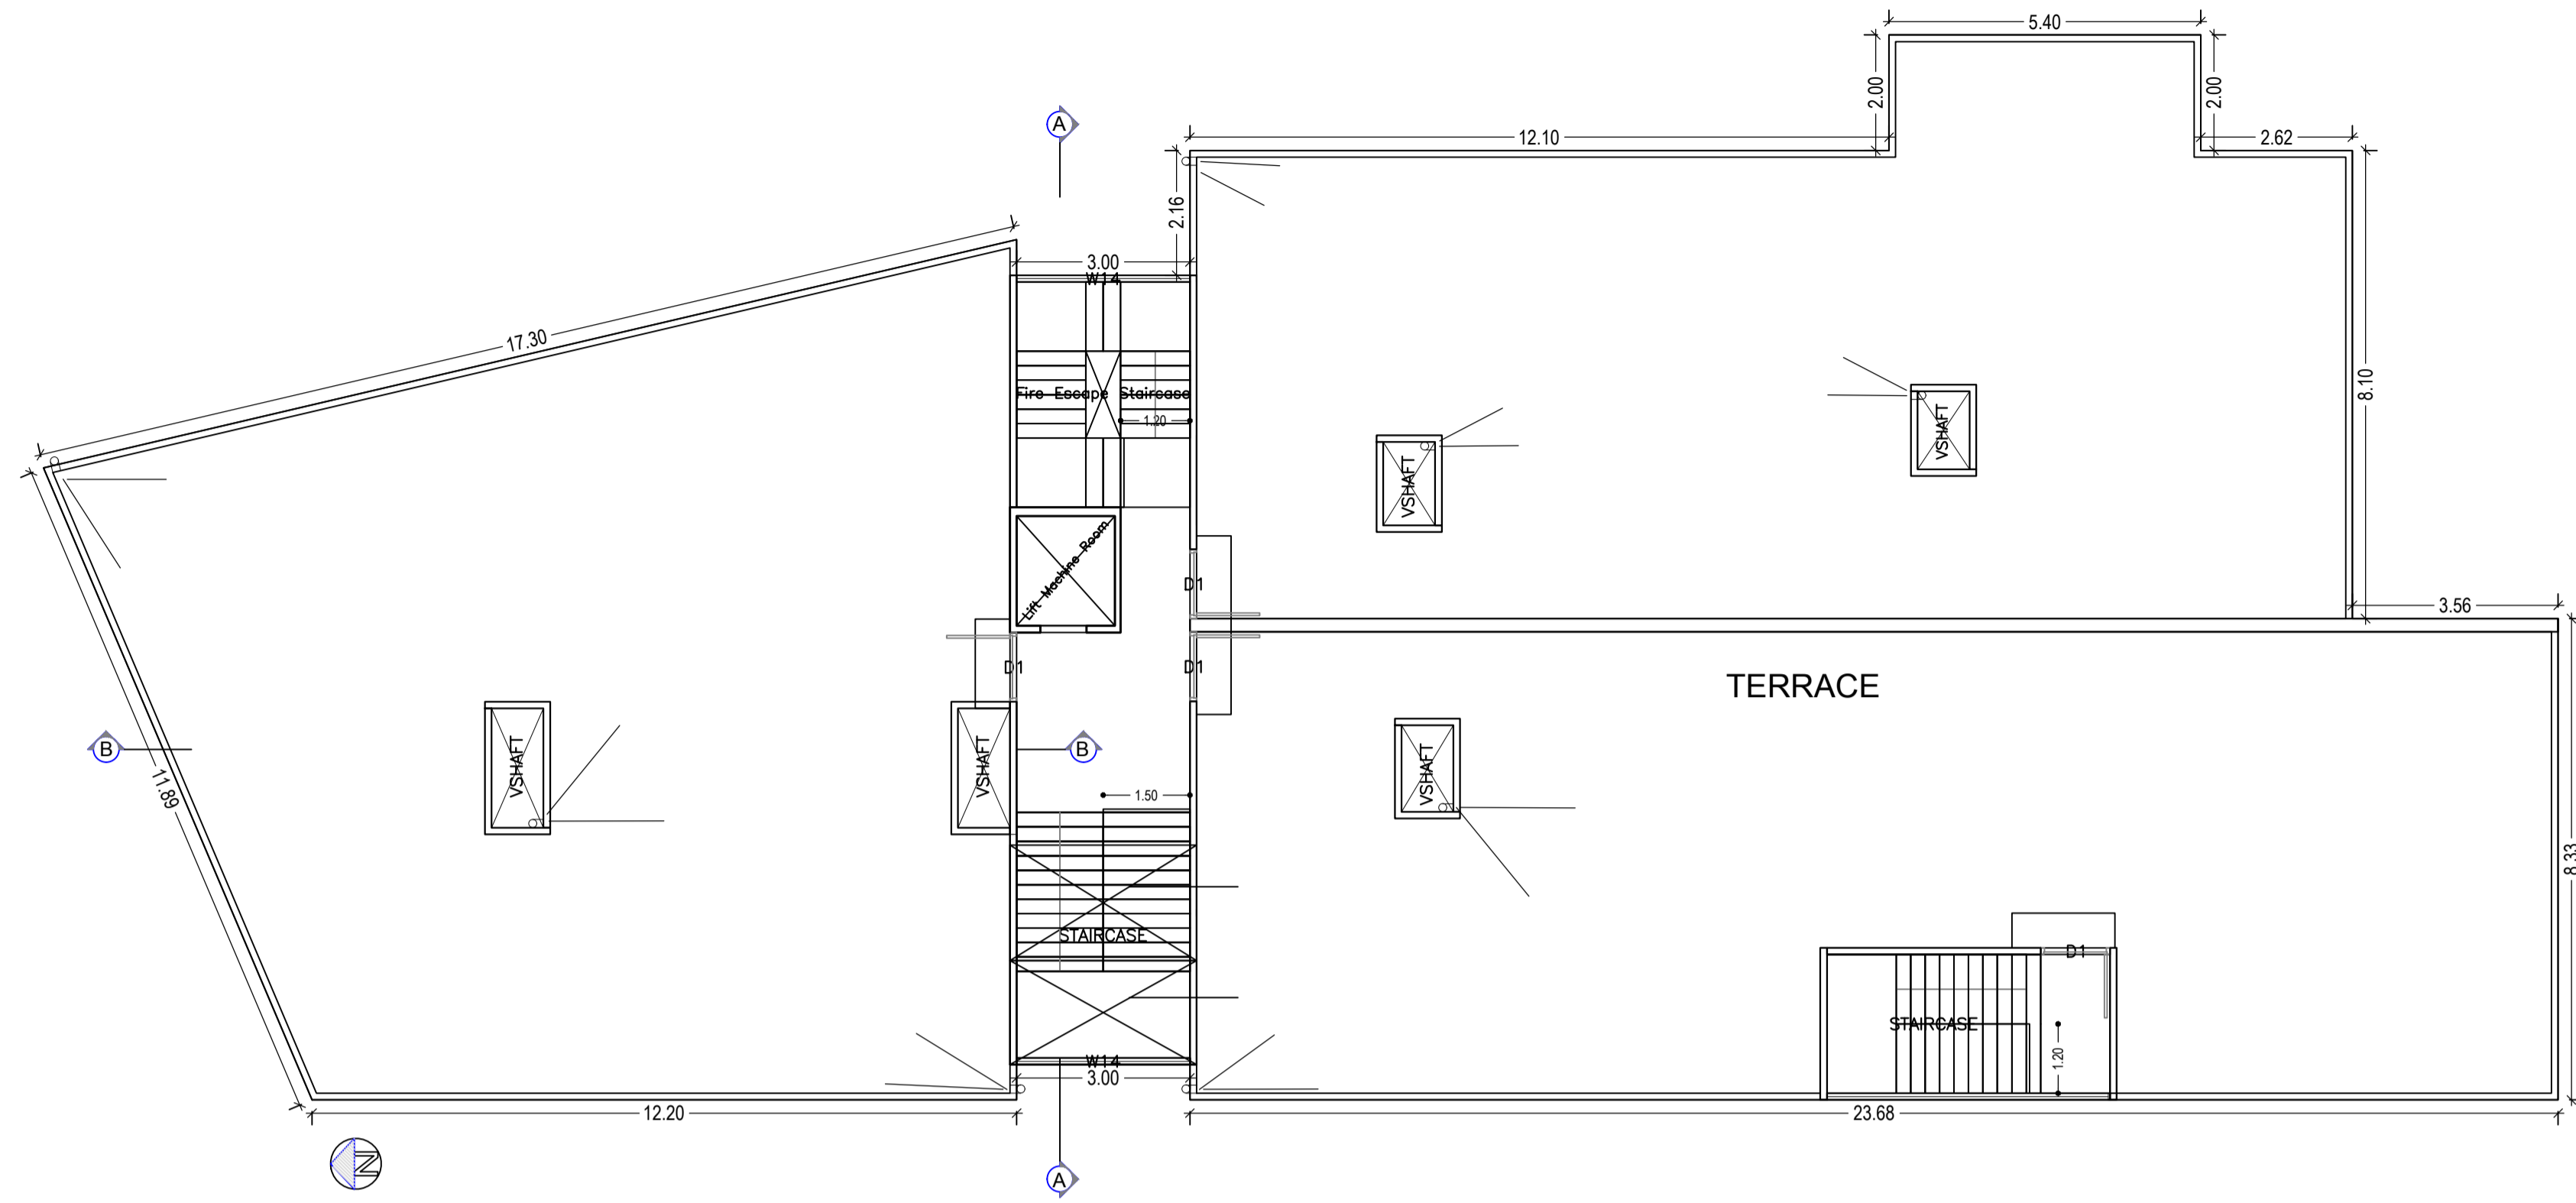 5.40
2.00
2.00
A
12.10
2.62
2.16
3.00
W14
17.30
8.10
Fire Escape Staircase
1.20
VSHAFT
VSHAFT
Lift Machine Room
D1
3.56
D1
D1
TERRACE
B
B
VSHAFT
VSHAFT
VSHAFT
11.89
1.50
8.33
STAIRCASE
D1
STAIRCASE
1.20
W14
3.00
12.20
23.68
N
A